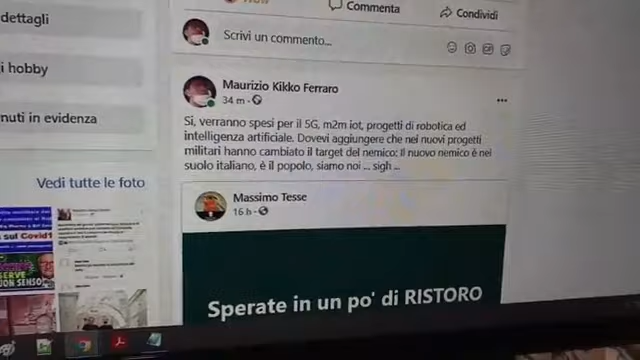 dettagli
Commenta
Condividi
Scrivi un commento...
i hobby
Maurizio Kikko Ferraro
34 m
Si, verranno spesi per il 5G, m2m iot, progetti di robotica ed
intelligenza artificiale. Dovevi aggiungere che nei nuovi progetti
militari hanno cambiato il target del nemico: Il nuovo nemico è nel
suolo italiano, è il popolo, siamo noi ... sigh ...
nuti in evidenza
Vedi tutte le foto
Massimo Tesse
16 h
sul Covid1
Sperate in un po' di RISTORO